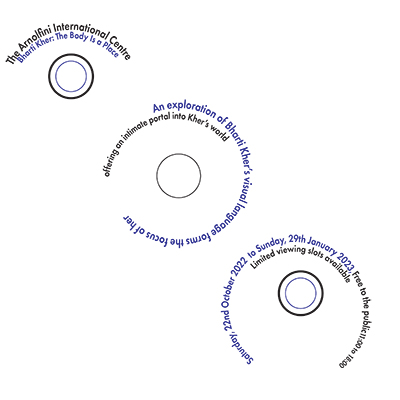 The Arnolfini International Centre
Bharti Kher: The Body Is a Place
An exploration of Bharti Kher's visual language forms the focus of her
offering an intimate portal into Kher's world
Saturday, 22nd October 2022 to Sunday, 29th January 2023, Free to the public11:00 to 18:00
Limited viewing slots available